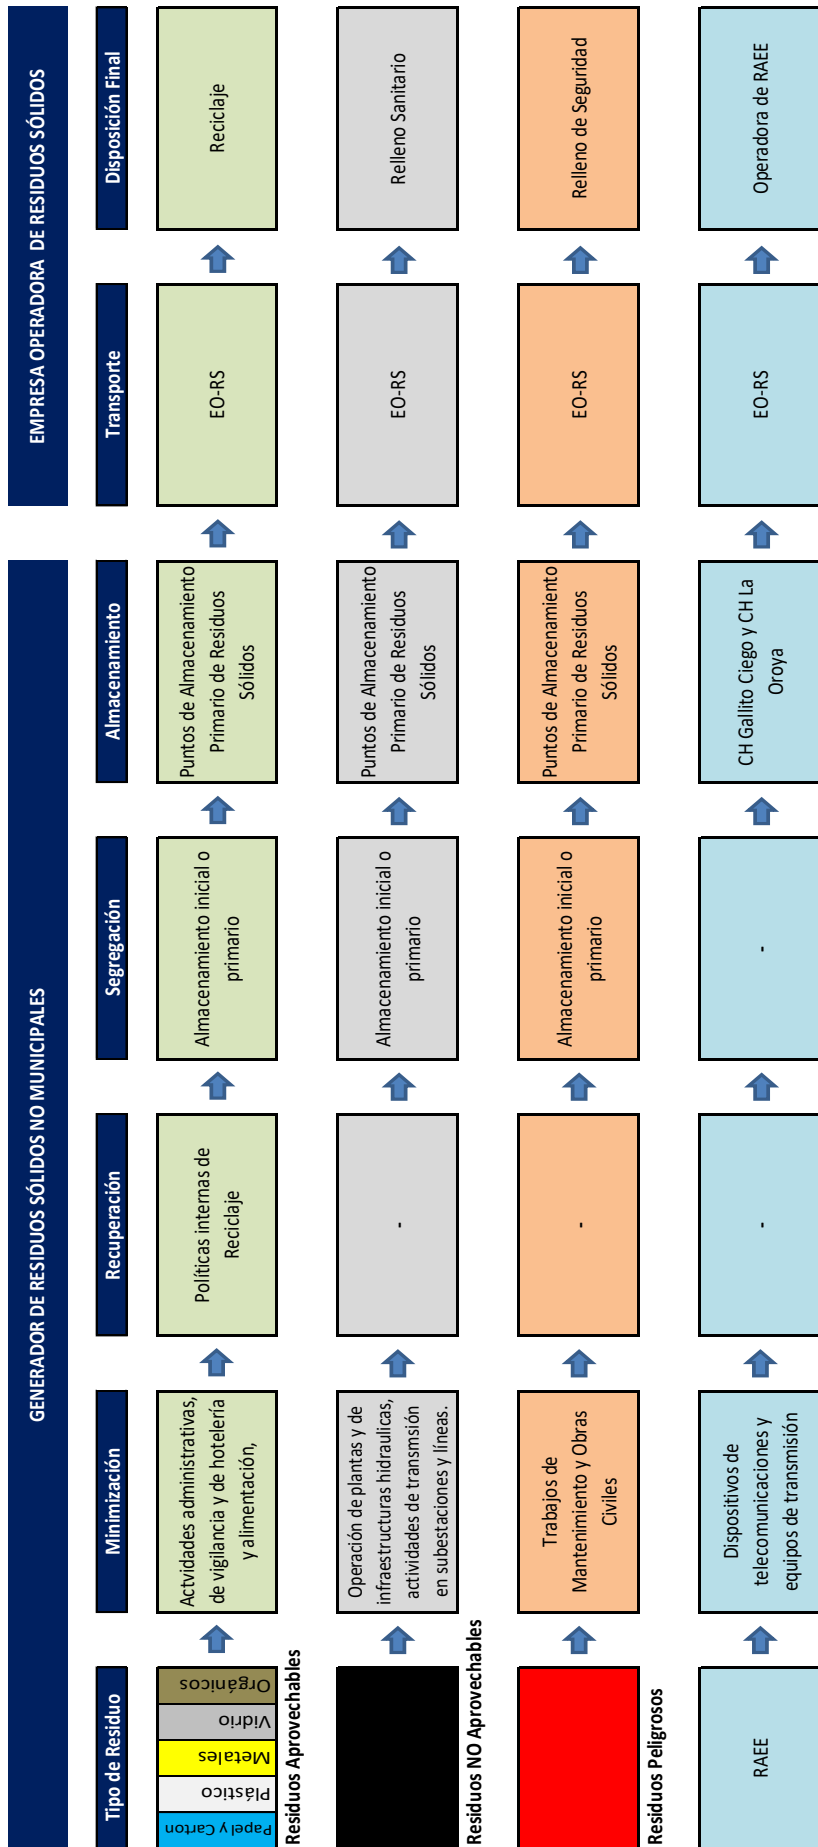 GENERADOR DE RESIDUOS SÓLIDOS NO MUNICIPALES
EMPRESA OPERADORA DE RESIDUOS SÓLIDOS
Tipo de Residuo
Minimización
Recuperación
Segregación
Almacenamiento
Transporte
Disposición Final
Papel y Carton
Plástico
Metales
Vidrio
Orgánicos
Residuos Aprovechables
Actvidades administrativas,
de vigilancia y de hotelería
y alimentación,
Políticas internas de
Reciclaje
Almacenamiento inicial o
primario
Puntos de Almacenamiento
Primario de Residuos
Sólidos
EO-RS
Reciclaje
Residuos NO Aprovechables
Operación de plantas y de
infraestructuras hidraulicas,
actividades de transmsión
en subestaciones y líneas.
-
Almacenamiento inicial o
primario
Puntos de Almacenamiento
Primario de Residuos
Sólidos
EO-RS
Relleno Sanitario
Residuos Peligrosos
Trabajos de
Mantenimiento y Obras
Civiles
-
Almacenamiento inicial o
primario
Puntos de Almacenamiento
Primario de Residuos
Sólidos
EO-RS
Relleno de Seguridad
RAEE
Dispositivos de
telecomunicaciones y
equipos de transmisión
-
-
CH Gallito Ciego y CH La
Oroya
EO-RS
Operadora de RAEE